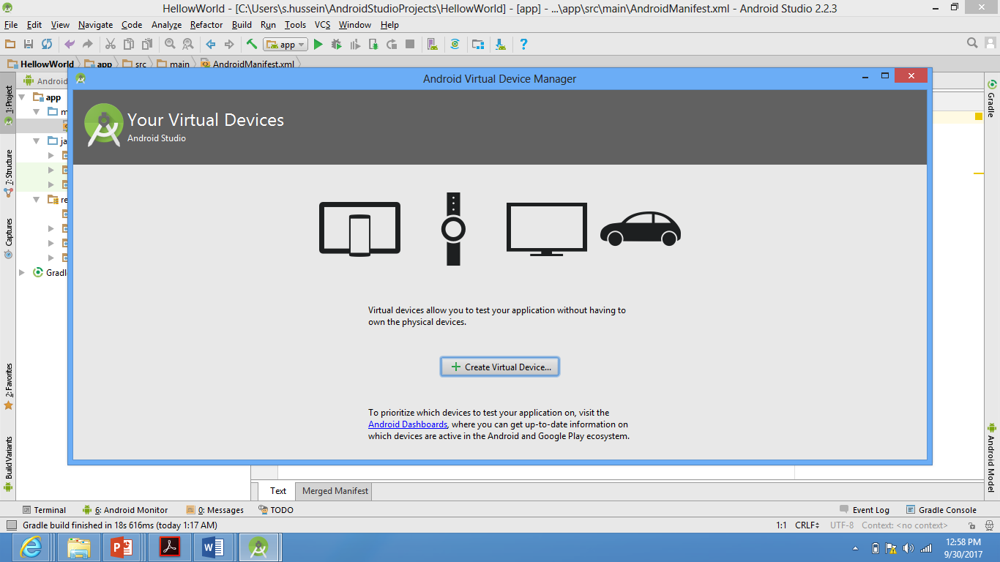 HellowWorld - [C:\Users\s.hussein\AndroidStudioProjects\HellowWorld] - [app] - ...\app\src\main\AndroidManifest.xml - Android Studio 2.2.3
File Edit View Navigate Code Analyze Refactor Build Run Tools VCS Window Help
app
HellowWorld app src main AndroidManifest.xml
Android Virtual Device Manager
Your Virtual Devices
Android Studio
Virtual devices allow you to test your application without having to
own the physical devices.
Create Virtual Device...
To prioritize which devices to test your application on, visit the
Android Dashboards, where you can get up-to-date information on
which devices are active in the Android and Google Play ecosystem.
1: Project
7: Structure
Captures
2: Favorites
Build Variants
Android
app
m
ja
re
Gradl
Gradle
Android Model
Text Merged Manifest
Terminal 6: Android Monitor 0: Messages TODO Event Log Gradle Console
Gradle build finished in 18s 616ms (today 1:17 AM) 1:1 CRLF UTF-8 Context: <no context>
12:58 PM
9/30/2017